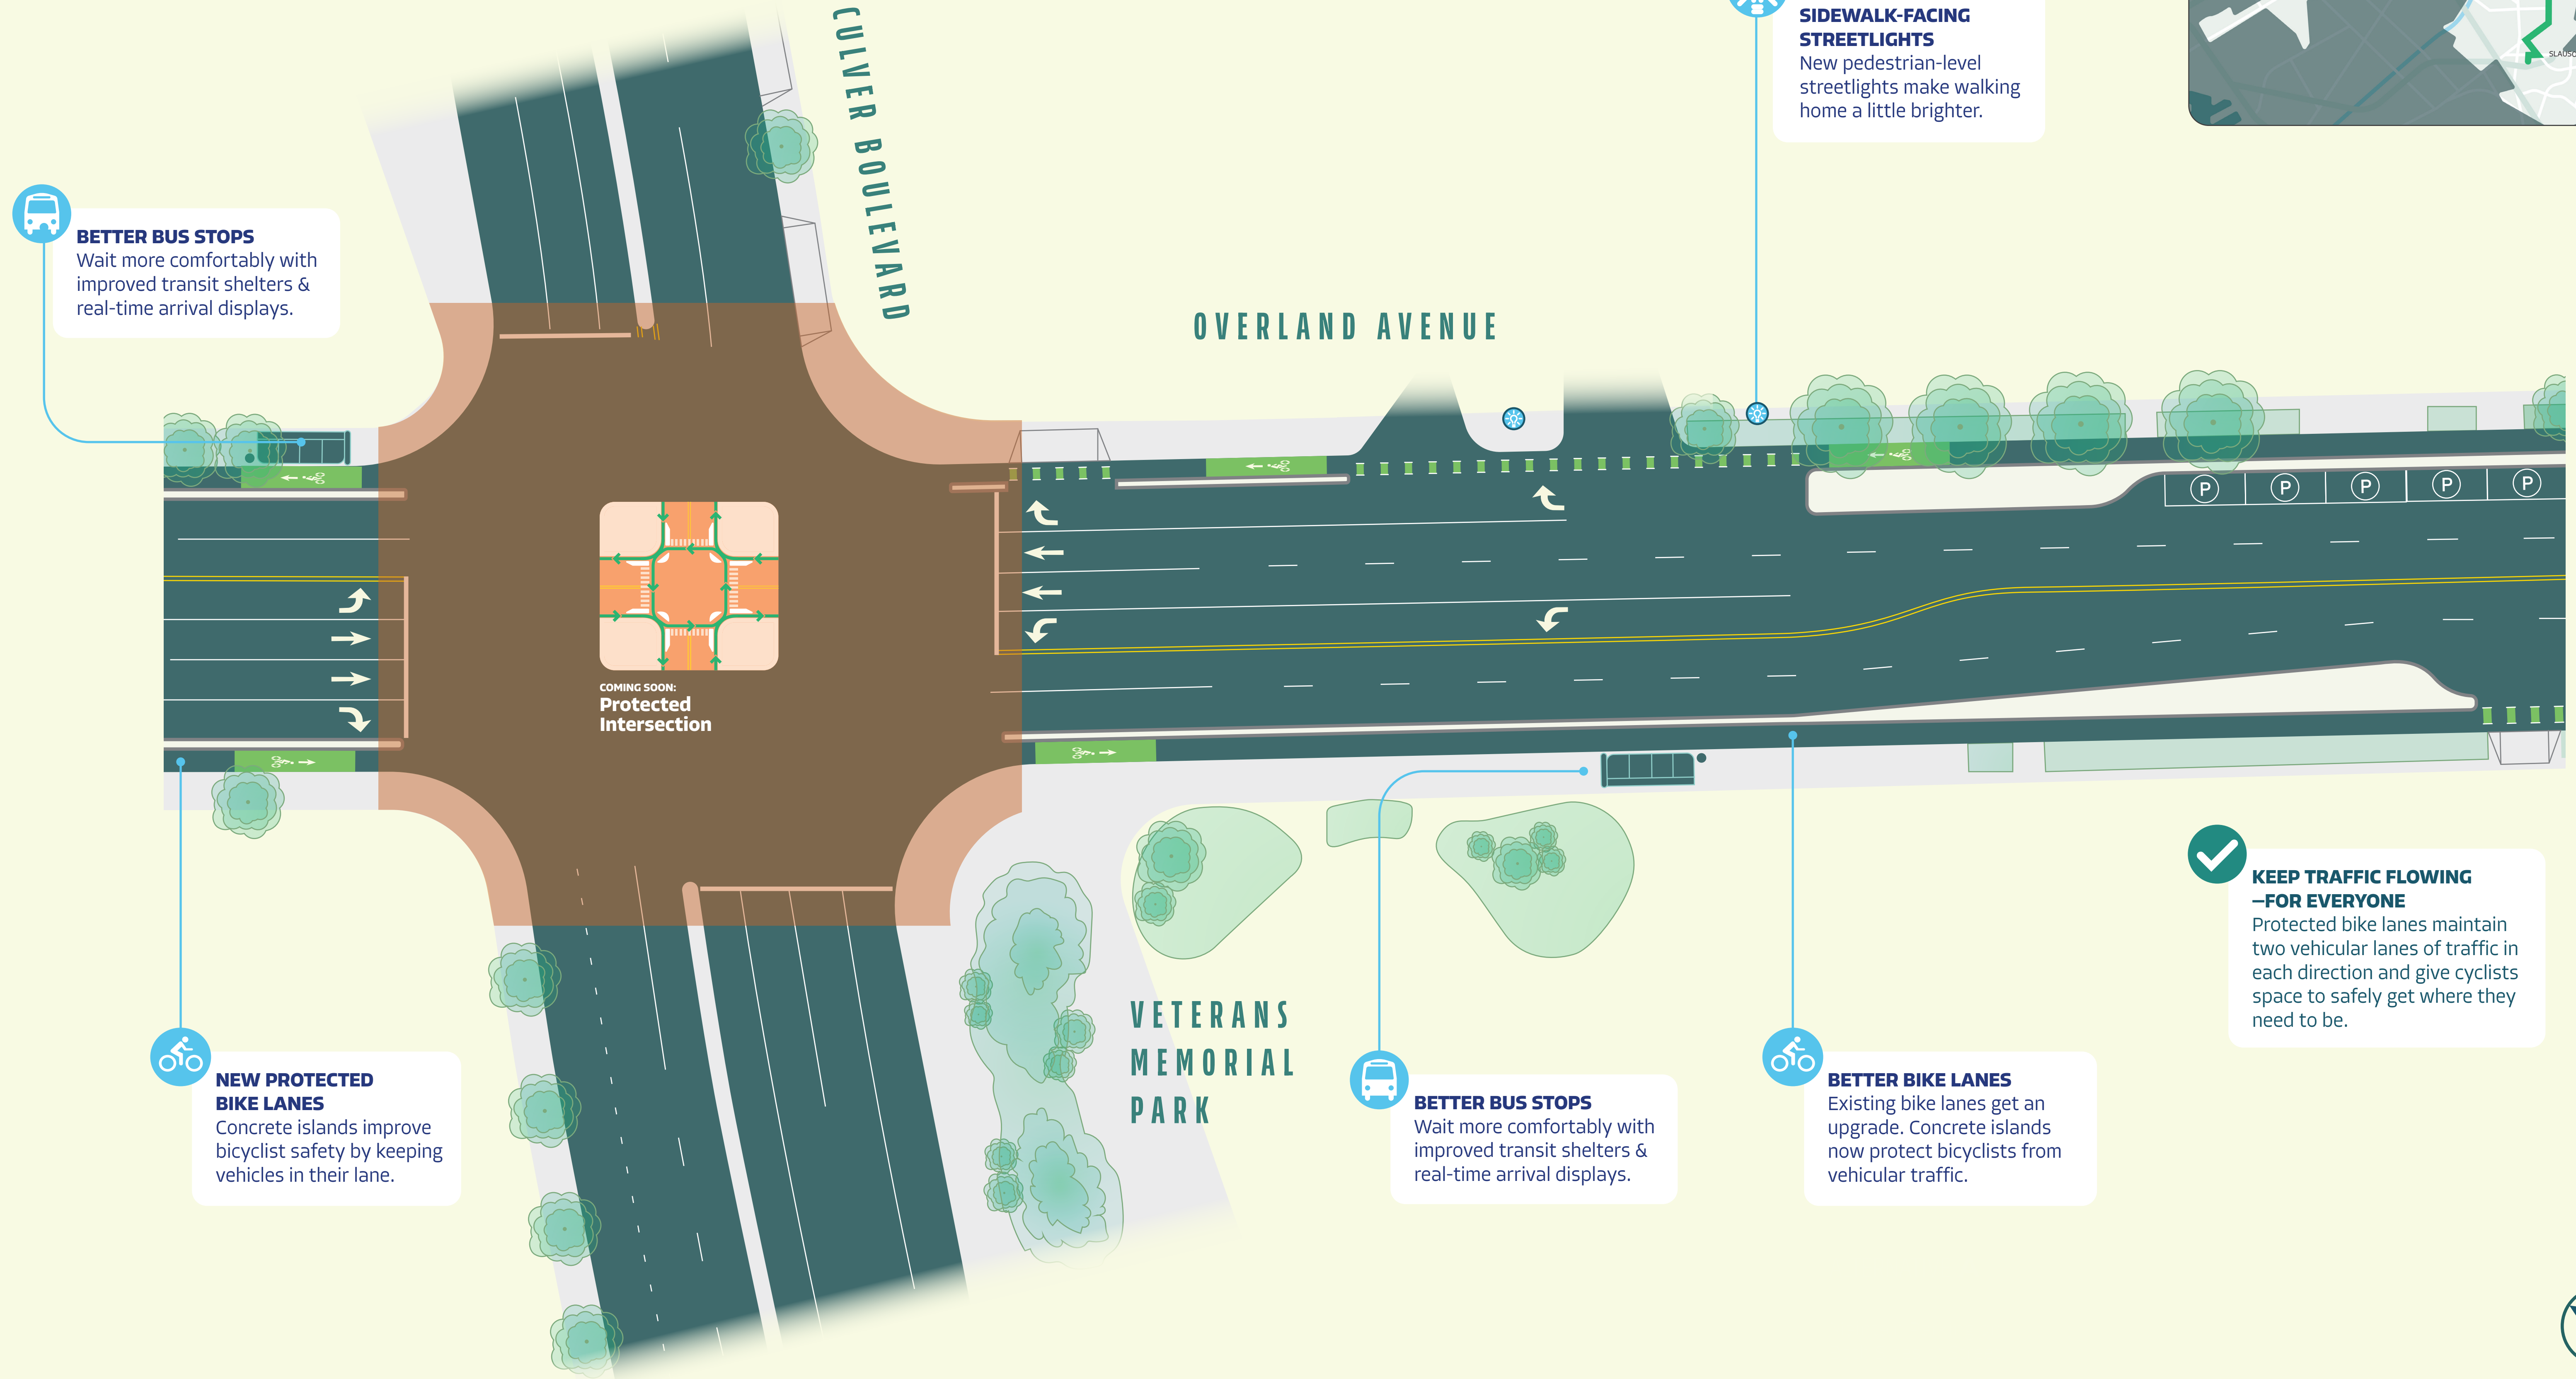 CULVER BOULEVARD
SIDEWALK-FACING
STREETLIGHTS
New pedestrian-level
streetlights make walking
home a little brighter.
BETTER BUS STOPS
Wait more comfortably with
improved transit shelters &
real-time arrival displays.
OVERLAND AVENUE
P
P
P
P
P
COMING SOON:
Protected
Intersection
VETERANS
MEMORIAL
PARK
NEW PROTECTED
BIKE LANES
Concrete islands improve
bicyclist safety by keeping
vehicles in their lane.
BETTER BUS STOPS
Wait more comfortably with
improved transit shelters &
real-time arrival displays.
BETTER BIKE LANES
Existing bike lanes get an
upgrade. Concrete islands
now protect bicyclists from
vehicular traffic.
KEEP TRAFFIC FLOWING
—FOR EVERYONE
Protected bike lanes maintain
two vehicular lanes of traffic in
each direction and give cyclists
space to safely get where they
need to be.